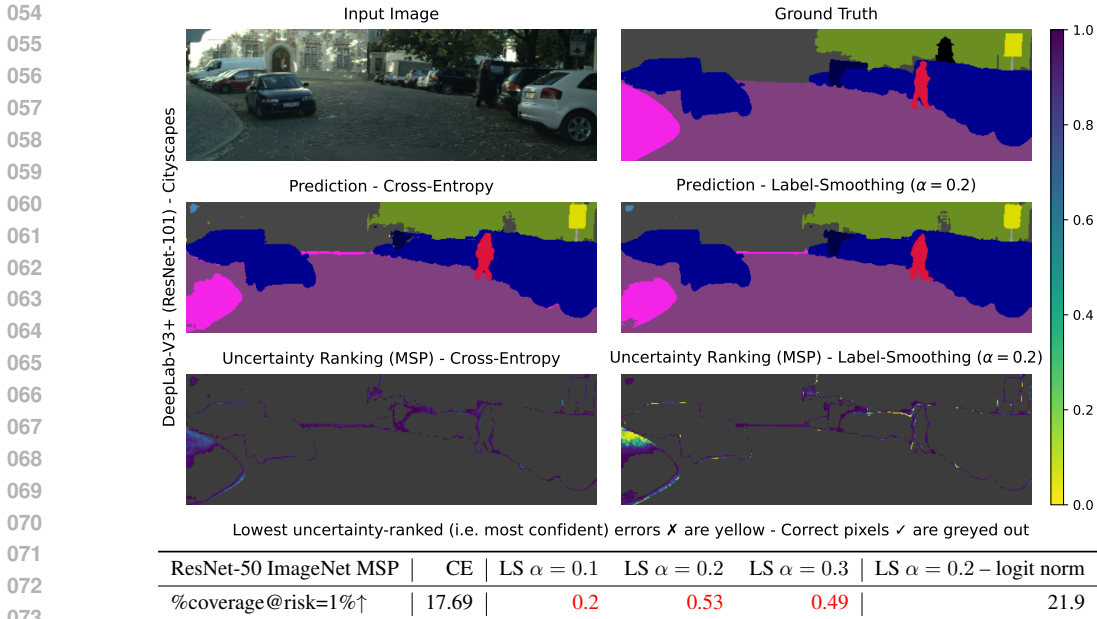 054
055
056
057
058
059
060
061
062
063
064
065
066
067
068
069
070
071
072
073
Input Image
Ground Truth
DeepLab-V3+ (ResNet-101) - Cityscapes
Prediction - Cross-Entropy
Prediction - Label-Smoothing (α = 0.2)
Uncertainty Ranking (MSP) - Cross-Entropy
Uncertainty Ranking (MSP) - Label-Smoothing (α = 0.2)
1.0
0.8
0.6
0.4
0.2
0.0
Lowest uncertainty-ranked (i.e. most confident) errors ✗ are yellow - Correct pixels ✓ are greyed out
ResNet-50 ImageNet MSP CE LS α = 0.1 LS α = 0.2 LS α = 0.3 LS α = 0.2 – logit norm
%coverage@risk=1%↑ 17.69 0.2 0.53 0.49 21.9